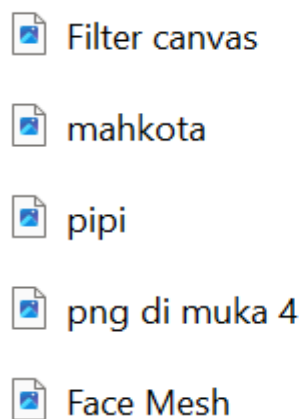 Filter canvas
mahkota
pipi
png di muka 4
Face Mesh